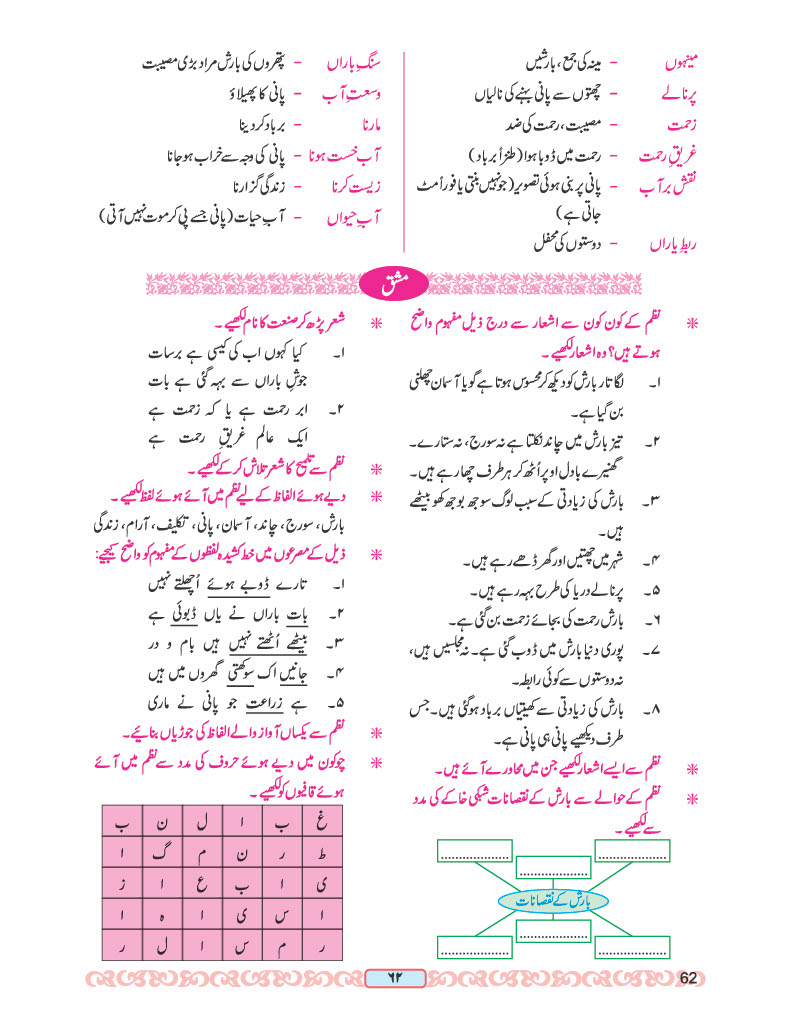 مینہوں – مینہ کی جمع، بارشیں
پرنالے – چھتوں سے پانی بہنے کی نالیاں
زحمت – مصیبت، رحمت کی ضد
غریقِ رحمت – رحمت میں ڈوبا ہوا (طنزاً برباد)
نقش بر آب – پانی پر بنی ہوئی تصویر (جو نہیں بنتی یا فوراً مٹ
جاتی ہے)
ربطِ یاراں – دوستوں کی محفل
سنگِ باراں – پتھروں کی بارش مراد بڑی مصیبت
وسعتِ آب – پانی کا پھیلاؤ
مارنا – برباد کردینا
آب خست ہونا – پانی کی وجہ سے خراب ہوجانا
زیست کرنا – زندگی گزارنا
آبِ حیواں – آبِ حیات (پانی جسے پی کر موت نہیں آتی)
مشق
* نظم کے کون کون سے اشعار سے درج ذیل مفہوم واضح
ہوتے ہیں؟ وہ اشعار لکھیے۔
۱۔ لگاتار بارش کو دیکھ کر محسوس ہوتا ہے گویا آسمان چھلنی
بن گیا ہے۔
۲۔ تیز بارش میں چاند نکلتا ہے نہ سورج، نہ ستارے۔
گھنیرے بادل اوپر اُٹھ کر ہر طرف چھا رہے ہیں۔
۳۔ بارش کی زیادتی کے سبب لوگ سوجھ بوجھ کھو بیٹھے
ہیں۔
۴۔ شہر میں چھتیں اور گھر ڈھے رہے ہیں۔
۵۔ پرنالے دریا کی طرح بہہ رہے ہیں۔
۶۔ بارش رحمت کی بجائے زحمت بن گئی ہے۔
۷۔ پوری دنیا بارش میں ڈوب گئی ہے۔ نہ مجلسیں ہیں،
نہ دوستوں سے کوئی رابطہ۔
۸۔ بارش کی زیادتی سے کھیتیاں برباد ہوگئی ہیں۔ جس
طرف دیکھیے پانی ہی پانی ہے۔
* نظم سے ایسے اشعار لکھیے جن میں محاورے آئے ہیں۔
* نظم کے حوالے سے بارش کے نقصانات شبکی خاکے کی مدد
سے لکھیے۔
بارش کے نقصانات
* شعر پڑھ کر صنعت کا نام لکھیے۔
۱۔ کیا کہوں اب کی کیسی ہے برسات
جوشِ باراں سے بہہ گئی ہے بات
۲۔ ابر رحمت ہے یا کہ زحمت ہے
ایک عالم غریقِ رحمت ہے
* نظم سے تلمیح کا شعر تلاش کرکے لکھیے۔
* دیے ہوئے الفاظ کے لیے نظم میں آئے ہوئے لفظ لکھیے۔
بارش، سورج، چاند، آسمان، پانی، تکلیف، آرام، زندگی
* ذیل کے مصرعوں میں خط کشیدہ لفظوں کے مفہوم کو واضح کیجیے:
۱۔ تارے ڈوبے ہوئے اُچھلتے نہیں
۲۔ بات باراں نے یاں ڈبوئی ہے
۳۔ بیٹھے اُٹھتے نہیں ہیں بام و در
۴۔ جانیں اک سوکھتی گھروں میں ہیں
۵۔ ہے زراعت جو پانی نے ماری
* نظم سے یکساں آواز والے الفاظ کی جوڑیاں بنائیے۔
* چوکون میں دیے ہوئے حروف کی مدد سے نظم میں آئے
ہوئے قافیوں کو لکھیے۔
غ ب ا ل ن ب
ط ر ن م گ ا
ی ا ب ع ا ز
ا س ی ا ہ ا
ر م س ا ل ر
۶۲
62